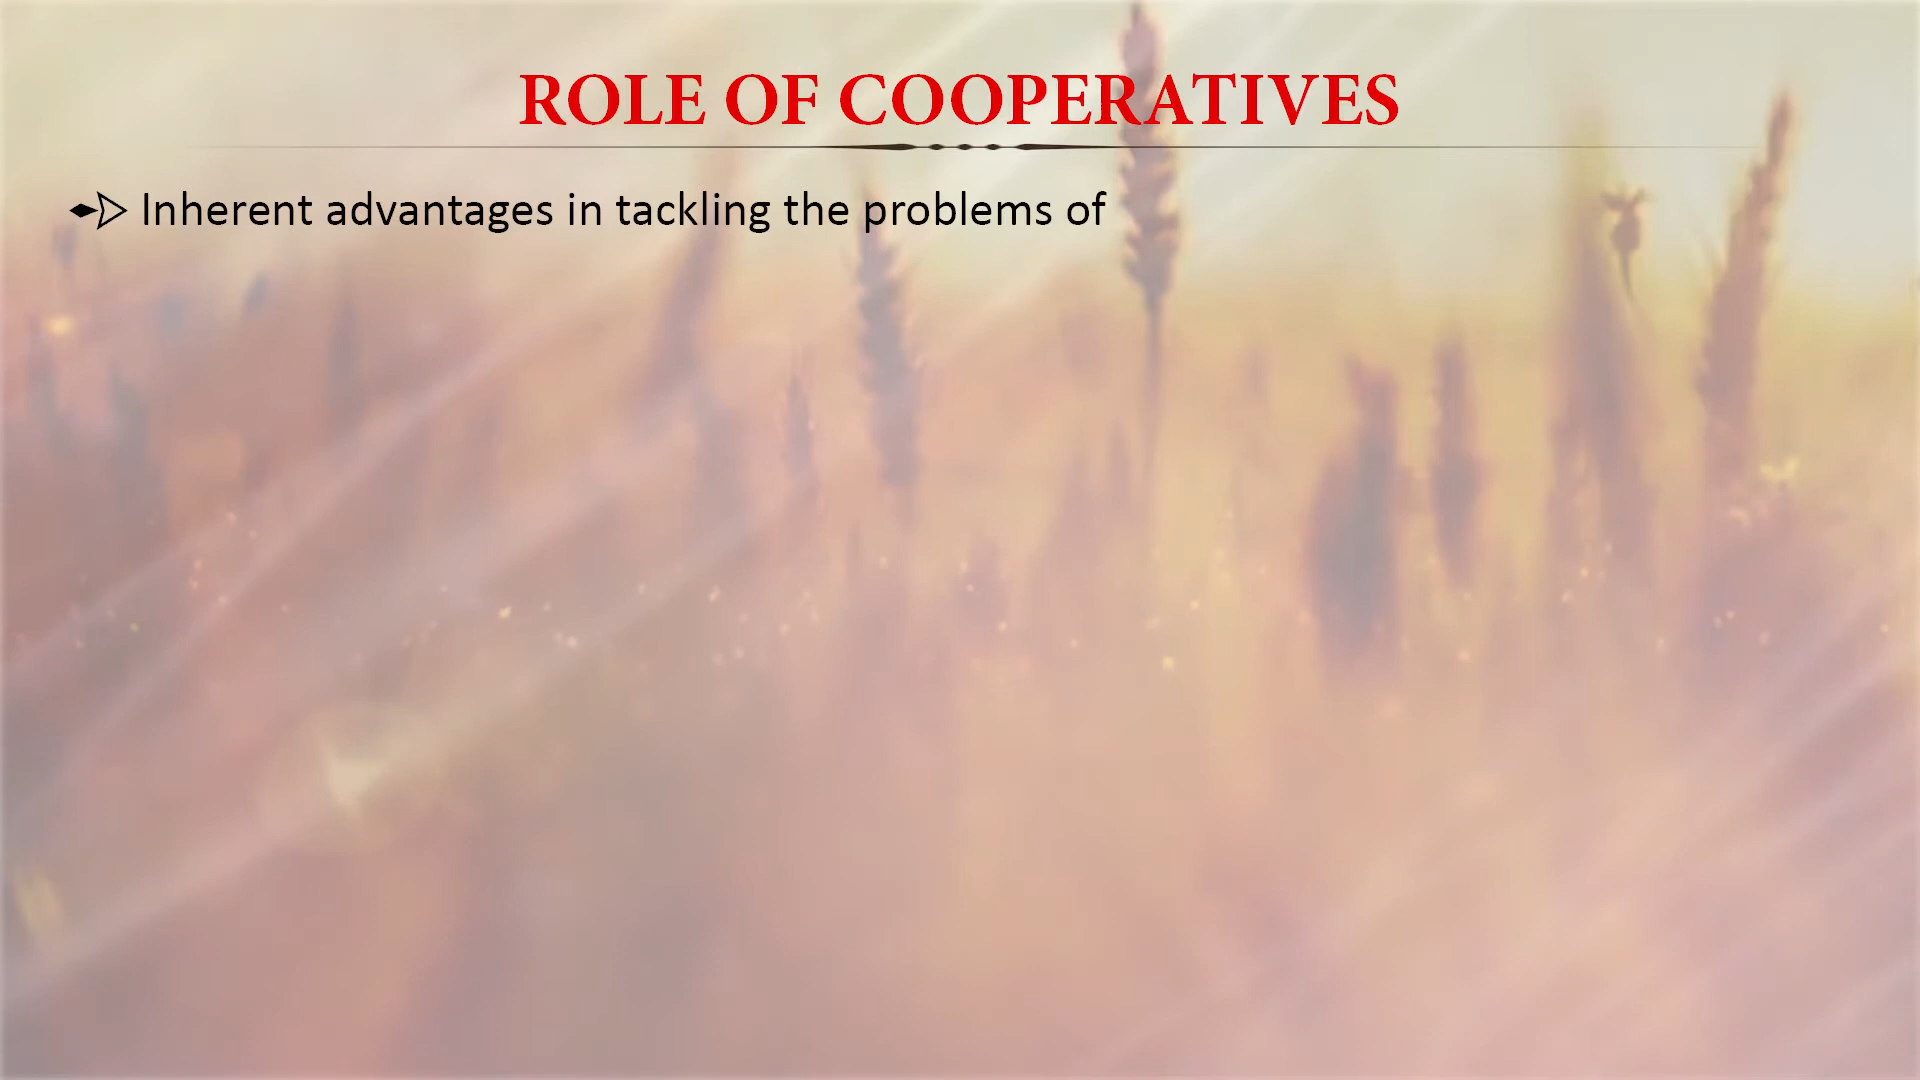 ROLE OF COOPERATIVES
Inherent advantages in tackling the problems of